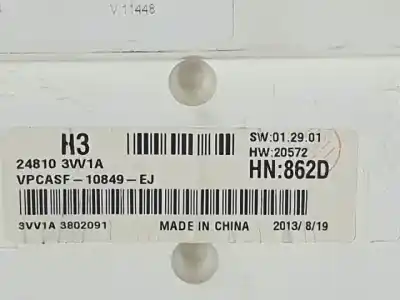 V 11448
H3
SW:01.29.01
HW:20572
24810 3VV1A
HN:862D
VPCASF-10849-EJ
3VV1A 3802091 MADE IN CHINA 2013/ 8/19